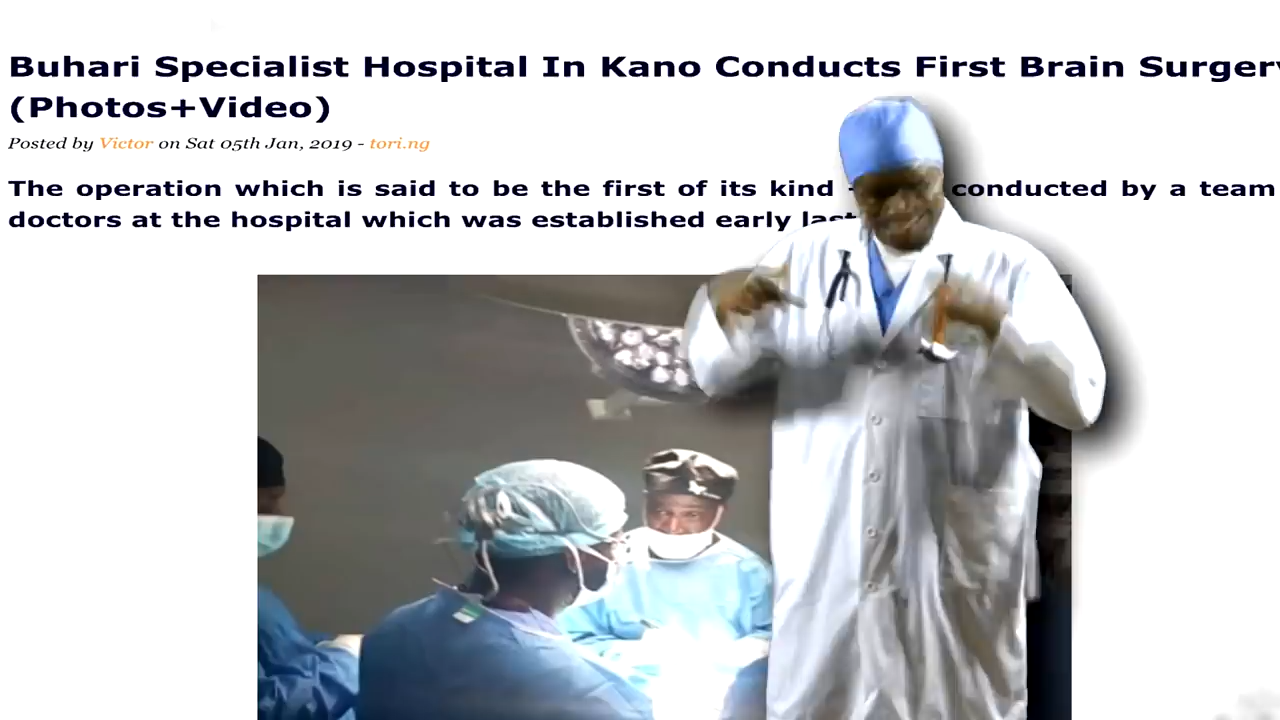 Buhari Specialist Hospital In Kano Conducts First Brain Surgery
(Photos+Video)
Posted by Victor on Sat 05th Jan, 2019 - tori.ng
The operation which is said to be the first of its kind conducted by a team
doctors at the hospital which was established early last